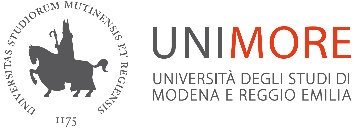 UNIVERSITAS STUDIORUM MUTINENSIS ET REGIENSIS
1175
UNIMORE
UNIVERSITÀ DEGLI STUDI DI
MODENA E REGGIO EMILIA